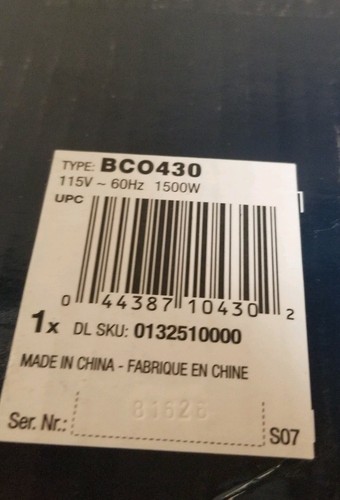 TYPE: BCO430
115V ~ 60Hz 1500W
UPC
0 44387 10430 2
1x DL SKU: 0132510000
MADE IN CHINA - FABRIQUE EN CHINE
81626
Ser. Nr.:
S07